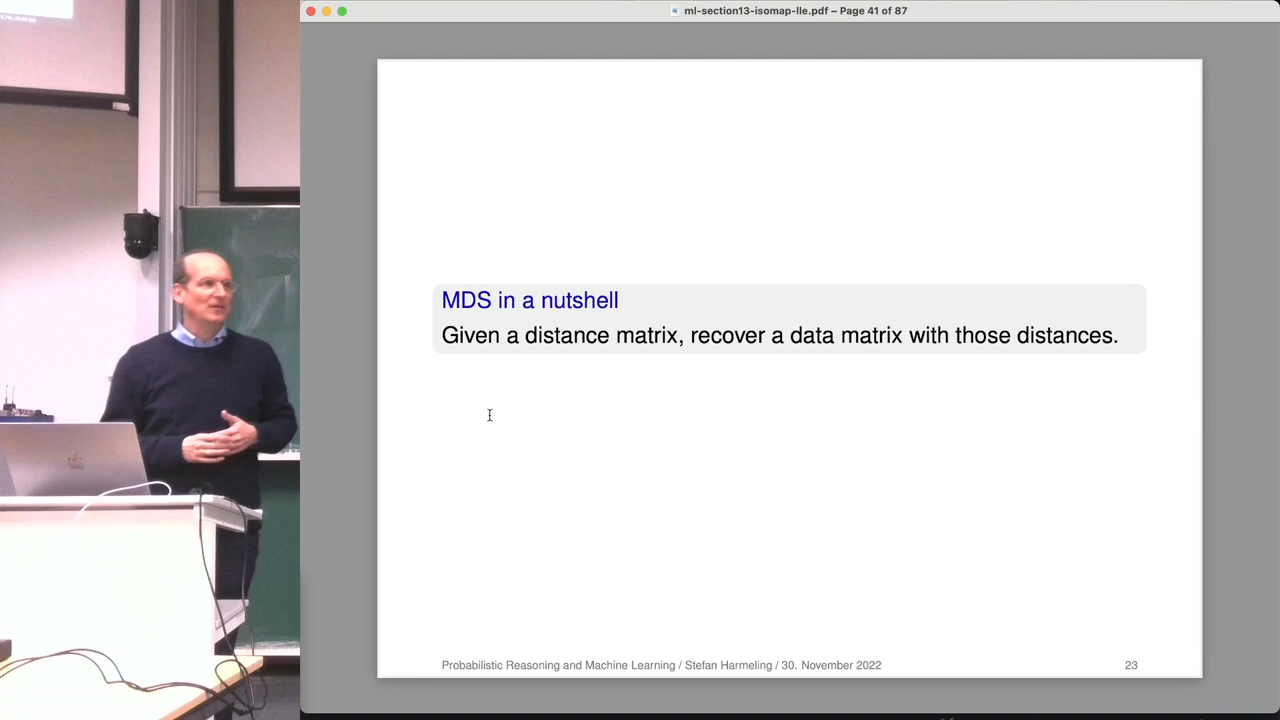 ml-section13-isomap-lle.pdf – Page 41 of 87
MDS in a nutshell
Given a distance matrix, recover a data matrix with those distances.
Probabilistic Reasoning and Machine Learning / Stefan Harmeling / 30. November 2022
23